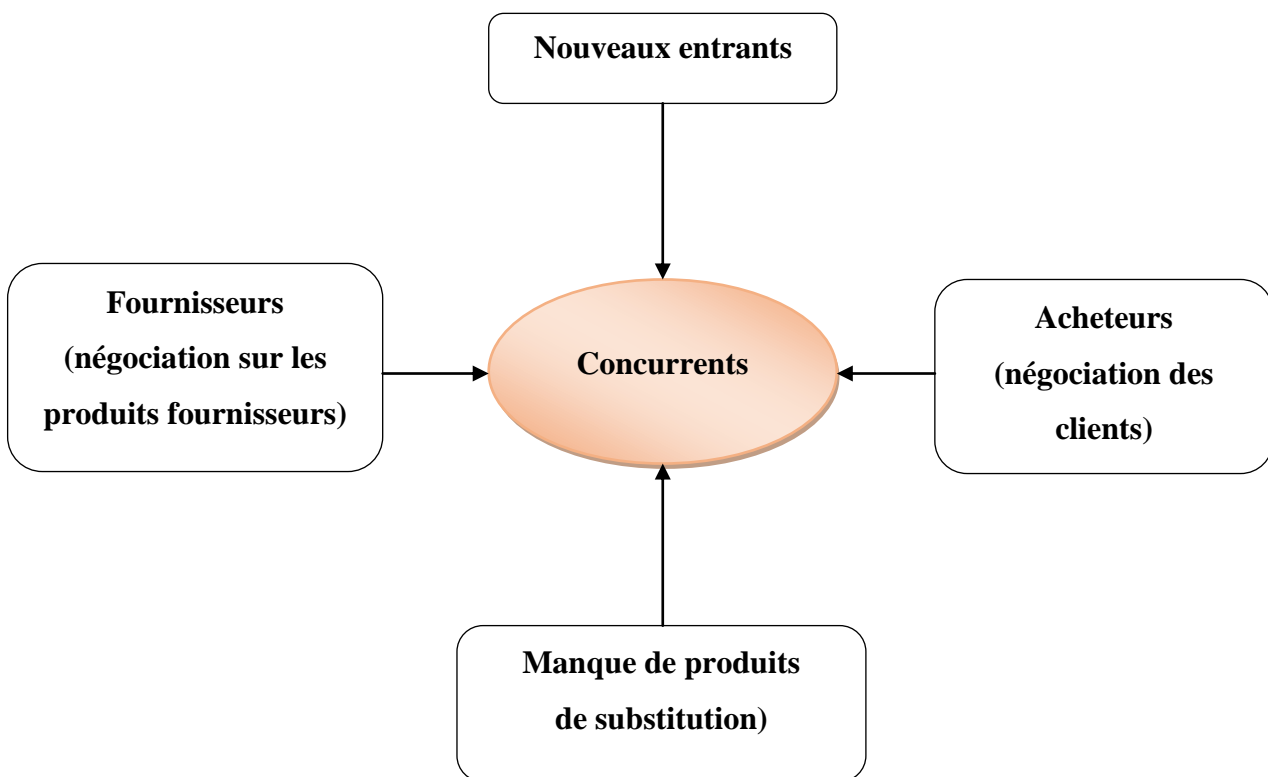 Nouveaux entrants
Fournisseurs
(négociation sur les
produits fournisseurs)
Concurrents
Acheteurs
(négociation des
clients)
Manque de produits
de substitution)